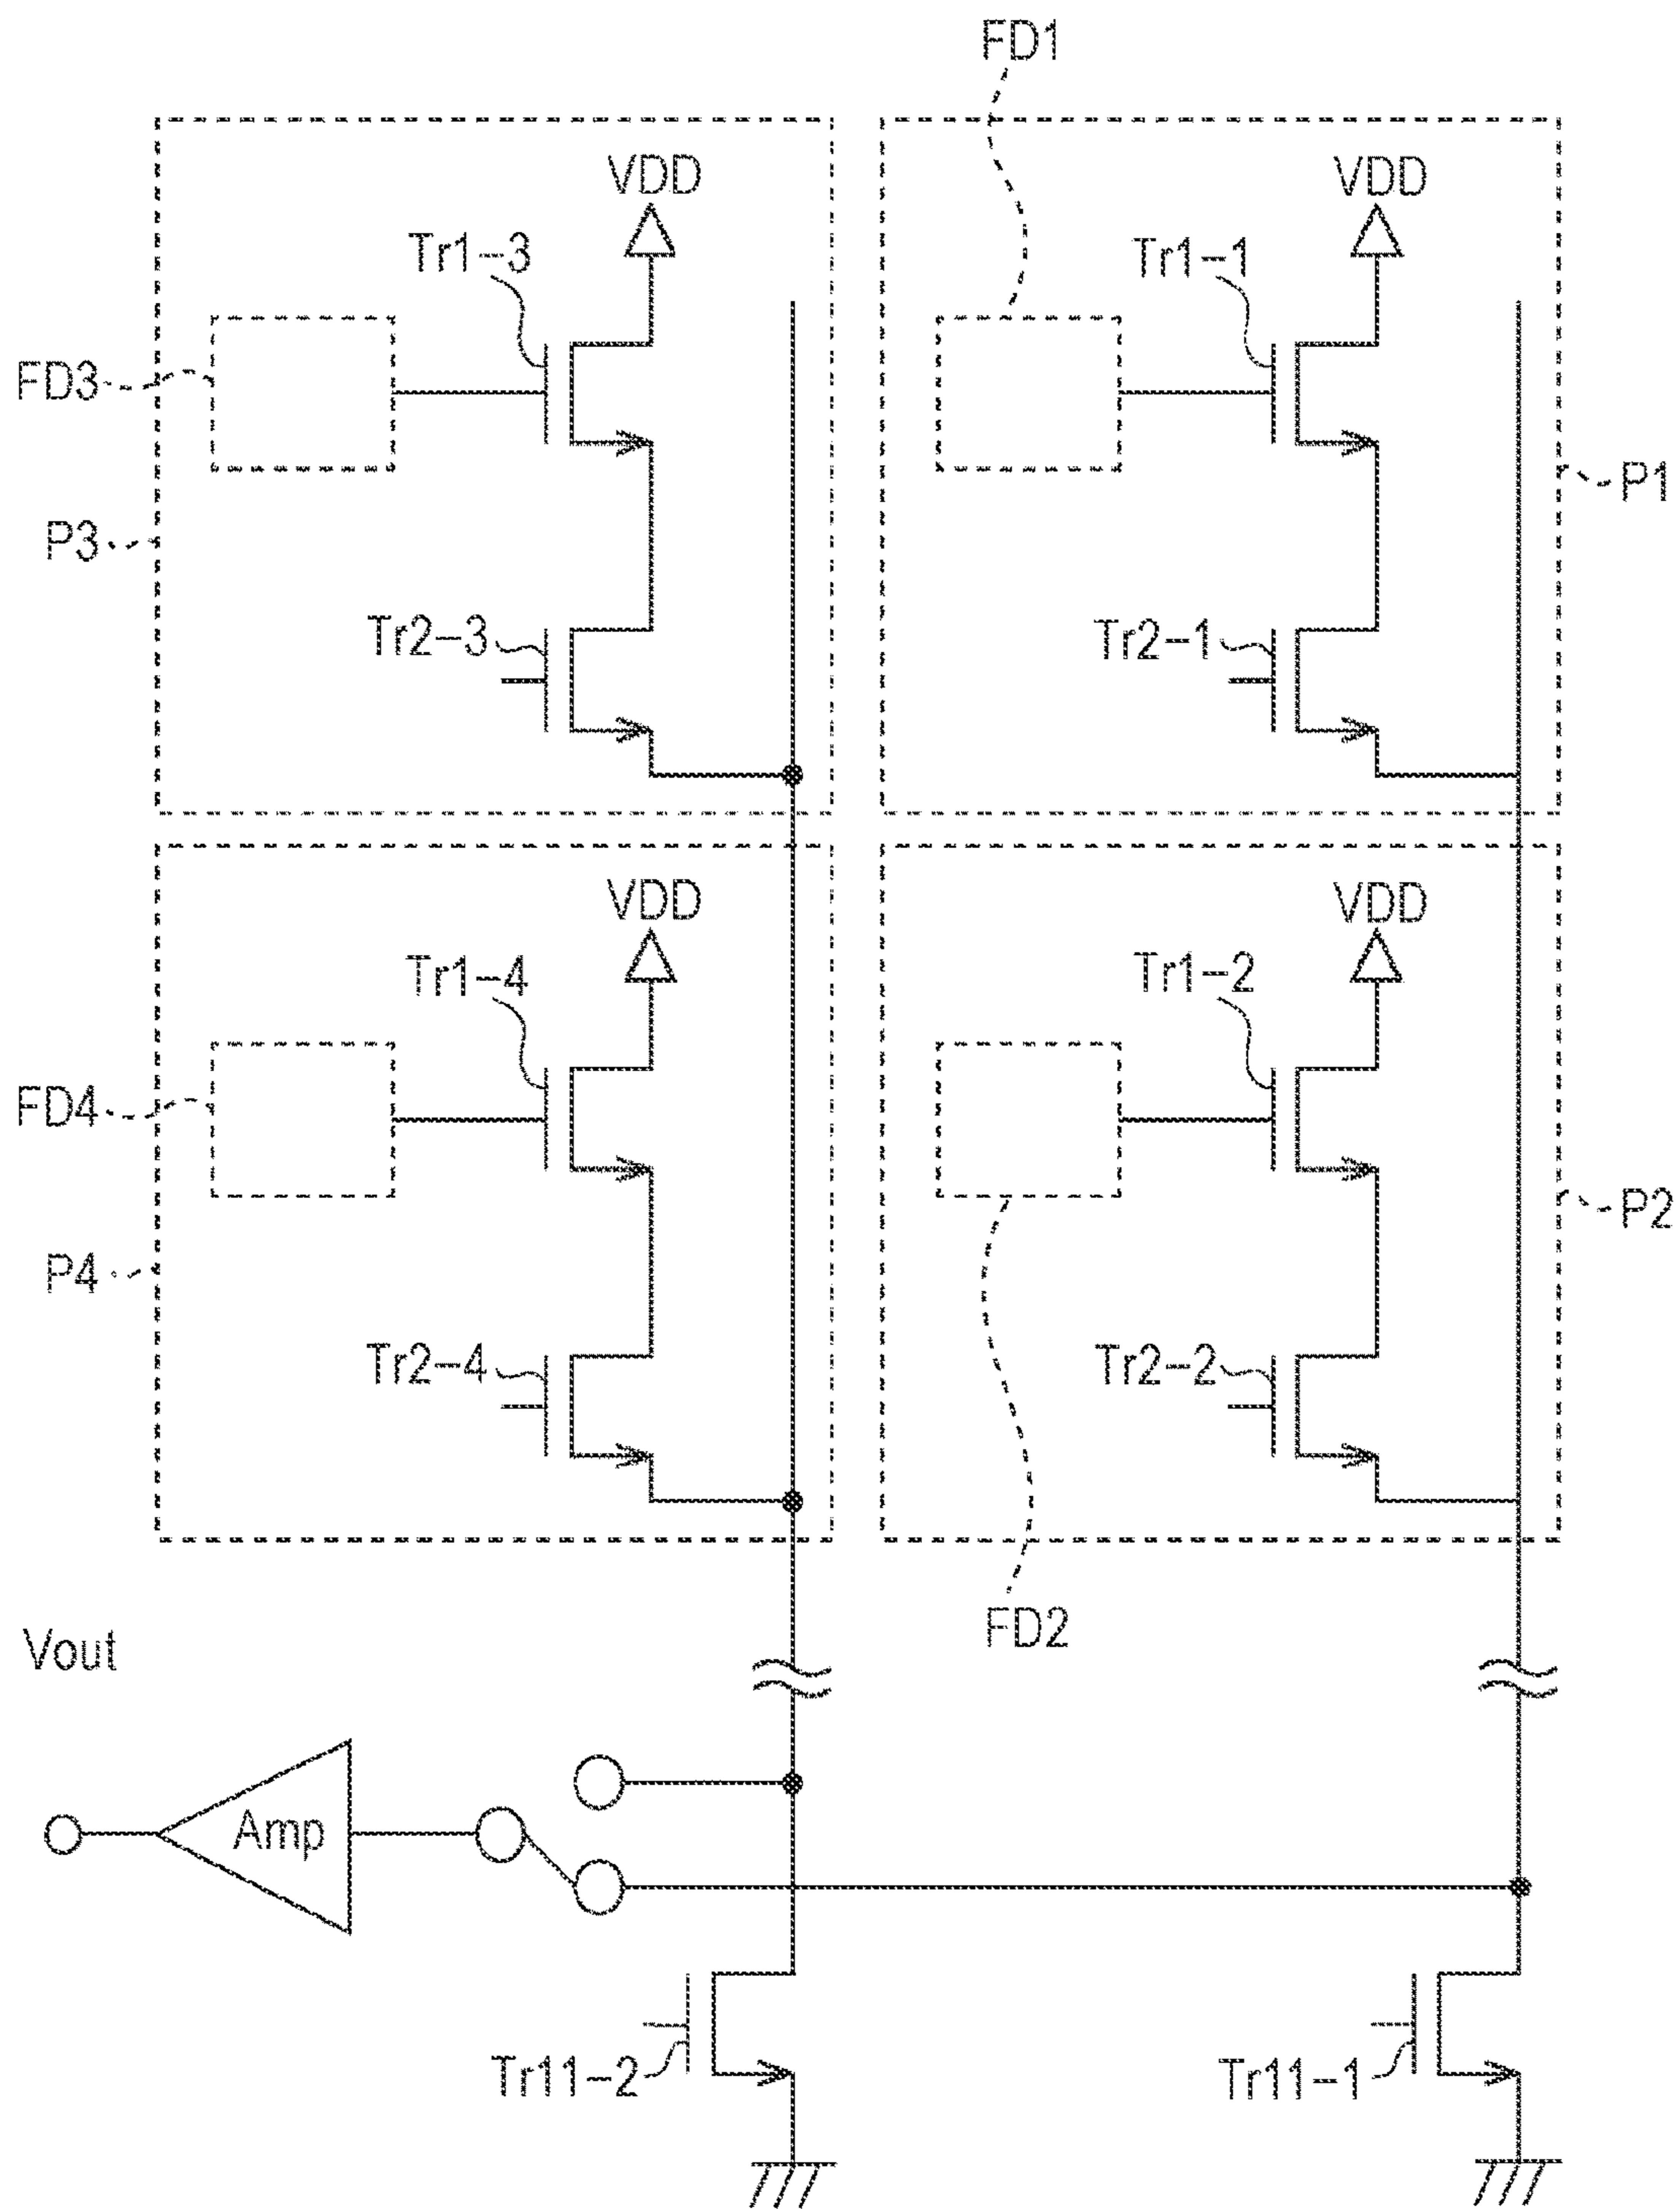 FD1
VDD
VDD
Tr1-3
Tr1-1
FD3
P1
P3
Tr2-3
Tr2-1
VDD
VDD
Tr1-4
Tr1-2
FD4
P2
P4
Tr2-4
Tr2-2
FD2
Vout
Amp
Tr11-2
Tr11-1